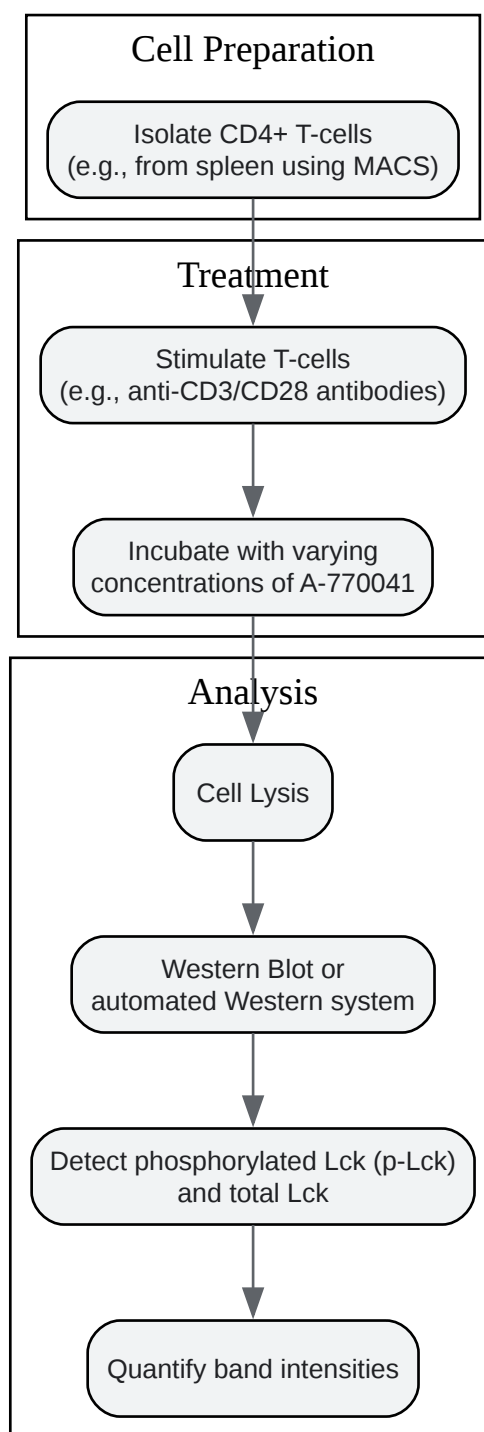 Cell Preparation
Isolate CD4+ T-cells
(e.g., from spleen using MACS)
Treatment
Stimulate T-cells
(e.g., anti-CD3/CD28 antibodies)
Incubate with varying
concentrations of A-770041
Analysis
Cell Lysis
Western Blot or
automated Western system
Detect phosphorylated Lck (p-Lck)
and total Lck
Quantify band intensities